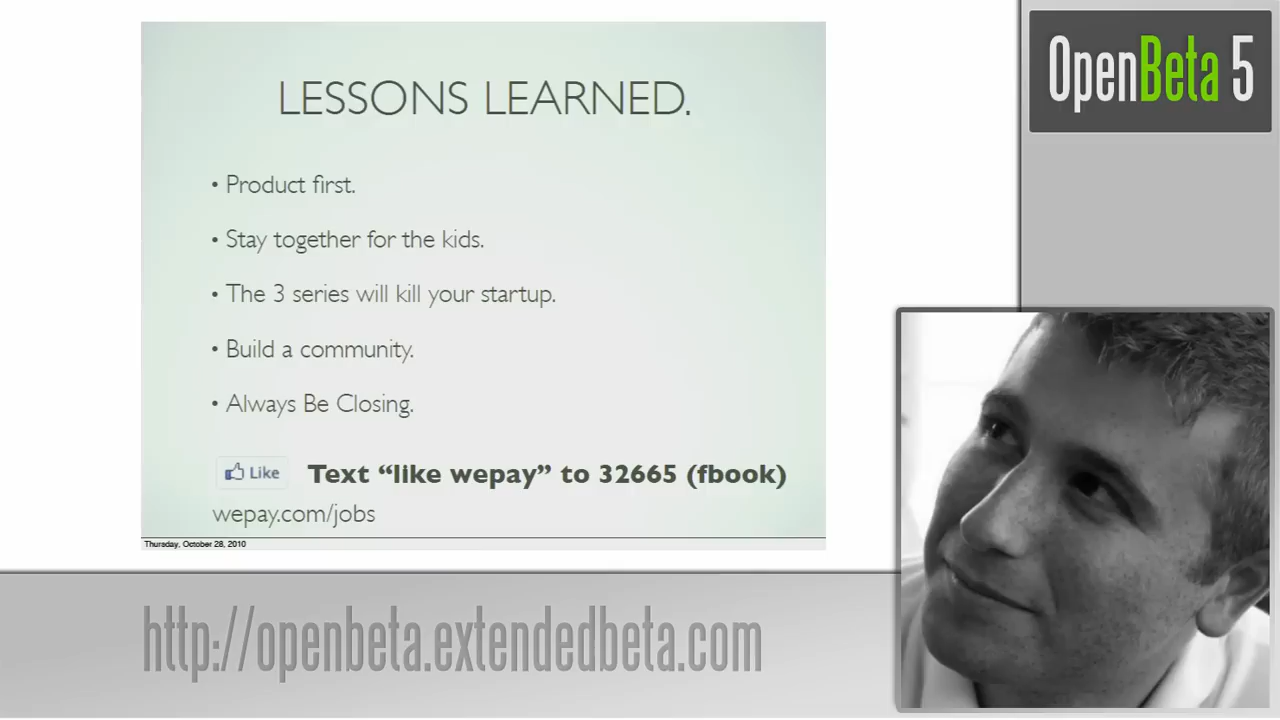 LESSONS LEARNED.
• Product first.
• Stay together for the kids.
• The 3 series will kill your startup.
• Build a community.
• Always Be Closing.
Like Text “like wepay” to 32665 (fbook)
wepay.com/jobs
Thursday, October 28, 2010
OpenBeta 5
http://openbeta.extendedbeta.com